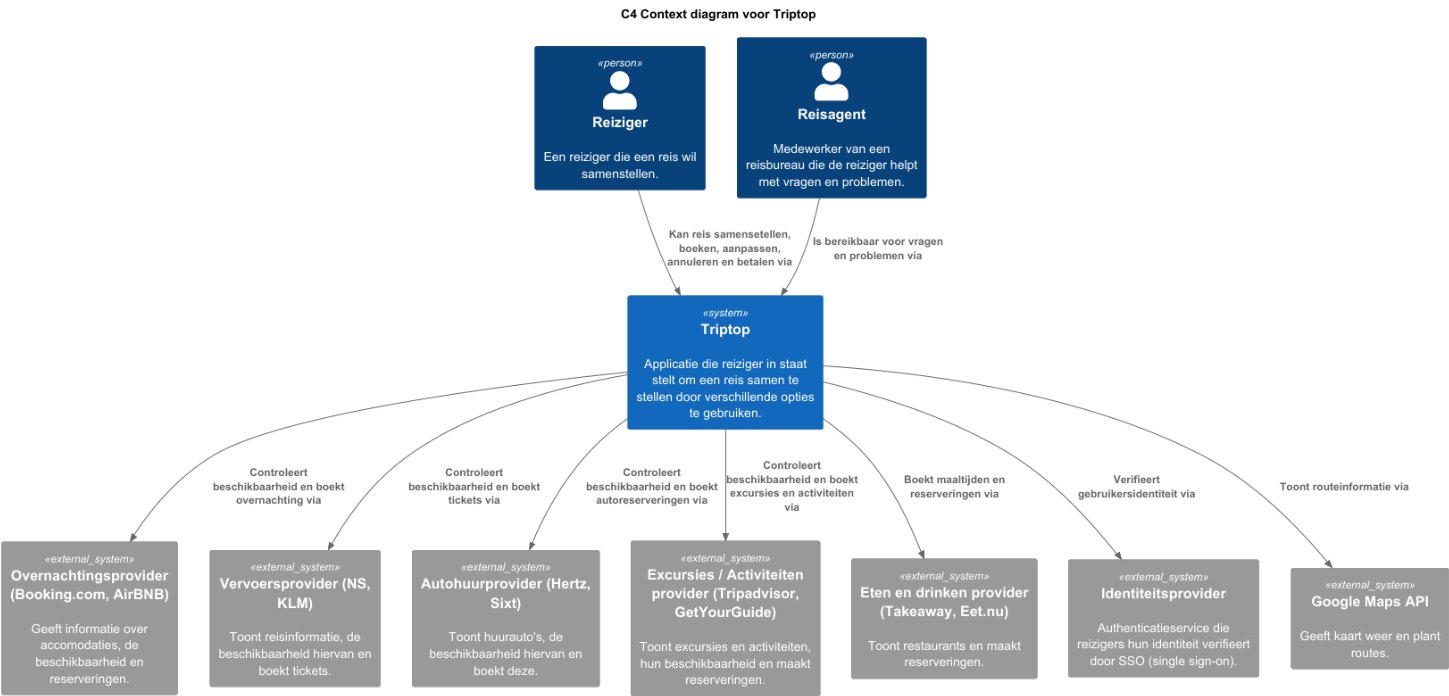 C4 Context diagram voor Triptop
«person»
Reiziger
Een reiziger die een reis wil
samenstellen.
«person»
Reisagent
Medewerker van een
reisbureau die de reiziger helpt
met vragen en problemen.
Kan reis samensetellen,
boeken, aanpassen,
annuleren en betalen via
Is bereikbaar voor vragen
en problemen via
«system»
Triptop
Applicatie die reiziger in staat
stelt om een reis samen te
stellen door verschillende opties
te gebruiken.
Controleert
beschikbaarheid en boekt
overnachting via
Controleert
beschikbaarheid en boekt
tickets via
Controleert
beschikbaarheid en boekt
autoreserveringen via
Controleert
beschikbaarheid en boekt
excursies en activiteiten
via
Boekt maaltijden en
reserveringen via
Verifieert
gebruikersidentiteit via
Toont routeinformatie via
«external_system»
Overnachtingsprovider
(Booking.com, AirBNB)
Geeft informatie over
accomodaties, de
beschikbaarheid en
reserveringen.
«external_system»
Vervoersprovider (NS,
KLM)
Toont reisinformatie, de
beschikbaarheid hiervan en
boekt tickets.
«external_system»
Autohuurprovider (Hertz,
Sixt)
Toont huurauto's, de
beschikbaarheid hiervan en
boekt deze.
«external_system»
Excursies / Activiteiten
provider (Tripadvisor,
GetYourGuide)
Toont excursies en activiteiten,
hun beschikbaarheid en maakt
reserveringen.
«external_system»
Eten en drinken provider
(Takeaway, Eet.nu)
Toont restaurants en maakt
reserveringen.
«external_system»
Identiteitsprovider
Authenticatieservice die
reizigers hun identiteit verifieert
door SSO (single sign-on).
«external_system»
Google Maps API
Geeft kaart weer en plant
routes.